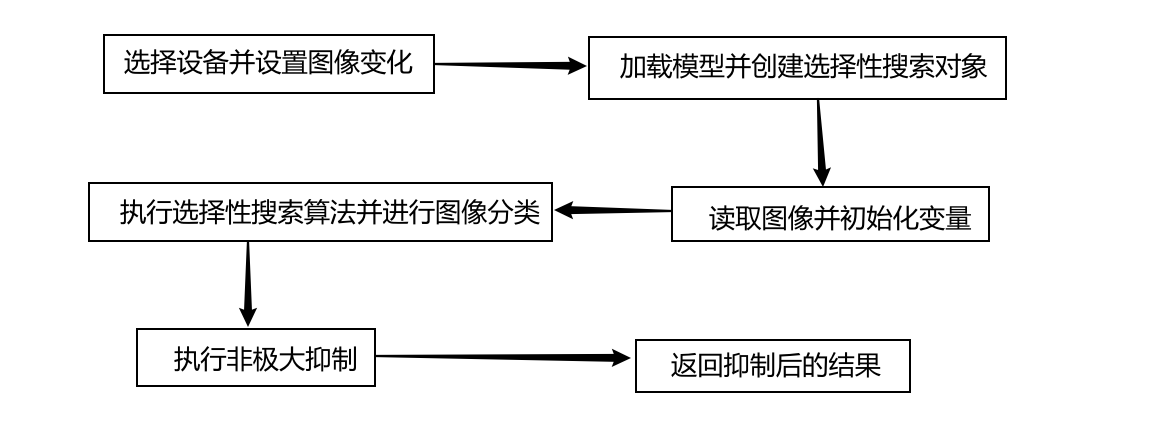 选择设备并设置图像变化
加载模型并创建选择性搜索对象
读取图像并初始化变量
执行选择性搜索算法并进行图像分类
执行非极大抑制
返回抑制后的结果